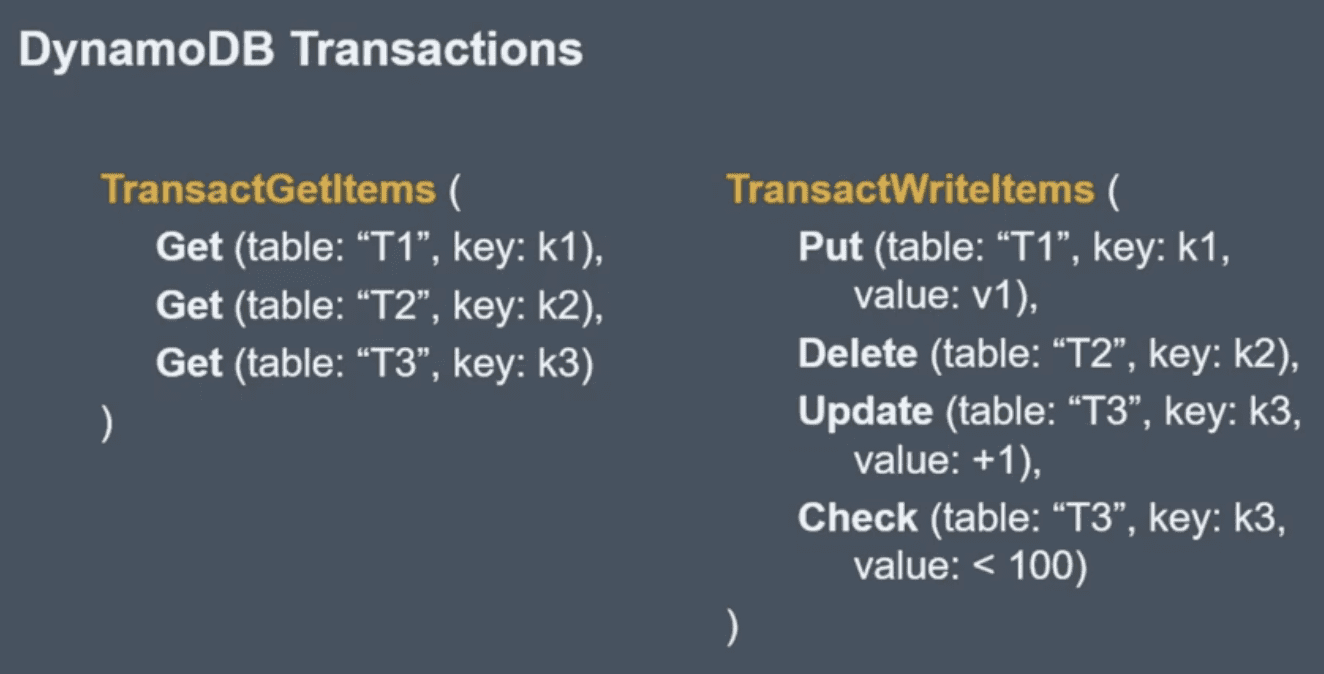 DynamoDB Transactions
TransactGetItems (
Get (table: “T1”, key: k1),
Get (table: “T2”, key: k2),
Get (table: “T3”, key: k3)
)
TransactWriteItems (
Put (table: “T1”, key: k1,
value: v1),
Delete (table: “T2”, key: k2),
Update (table: “T3”, key: k3,
value: +1),
Check (table: “T3”, key: k3,
value: < 100)
)